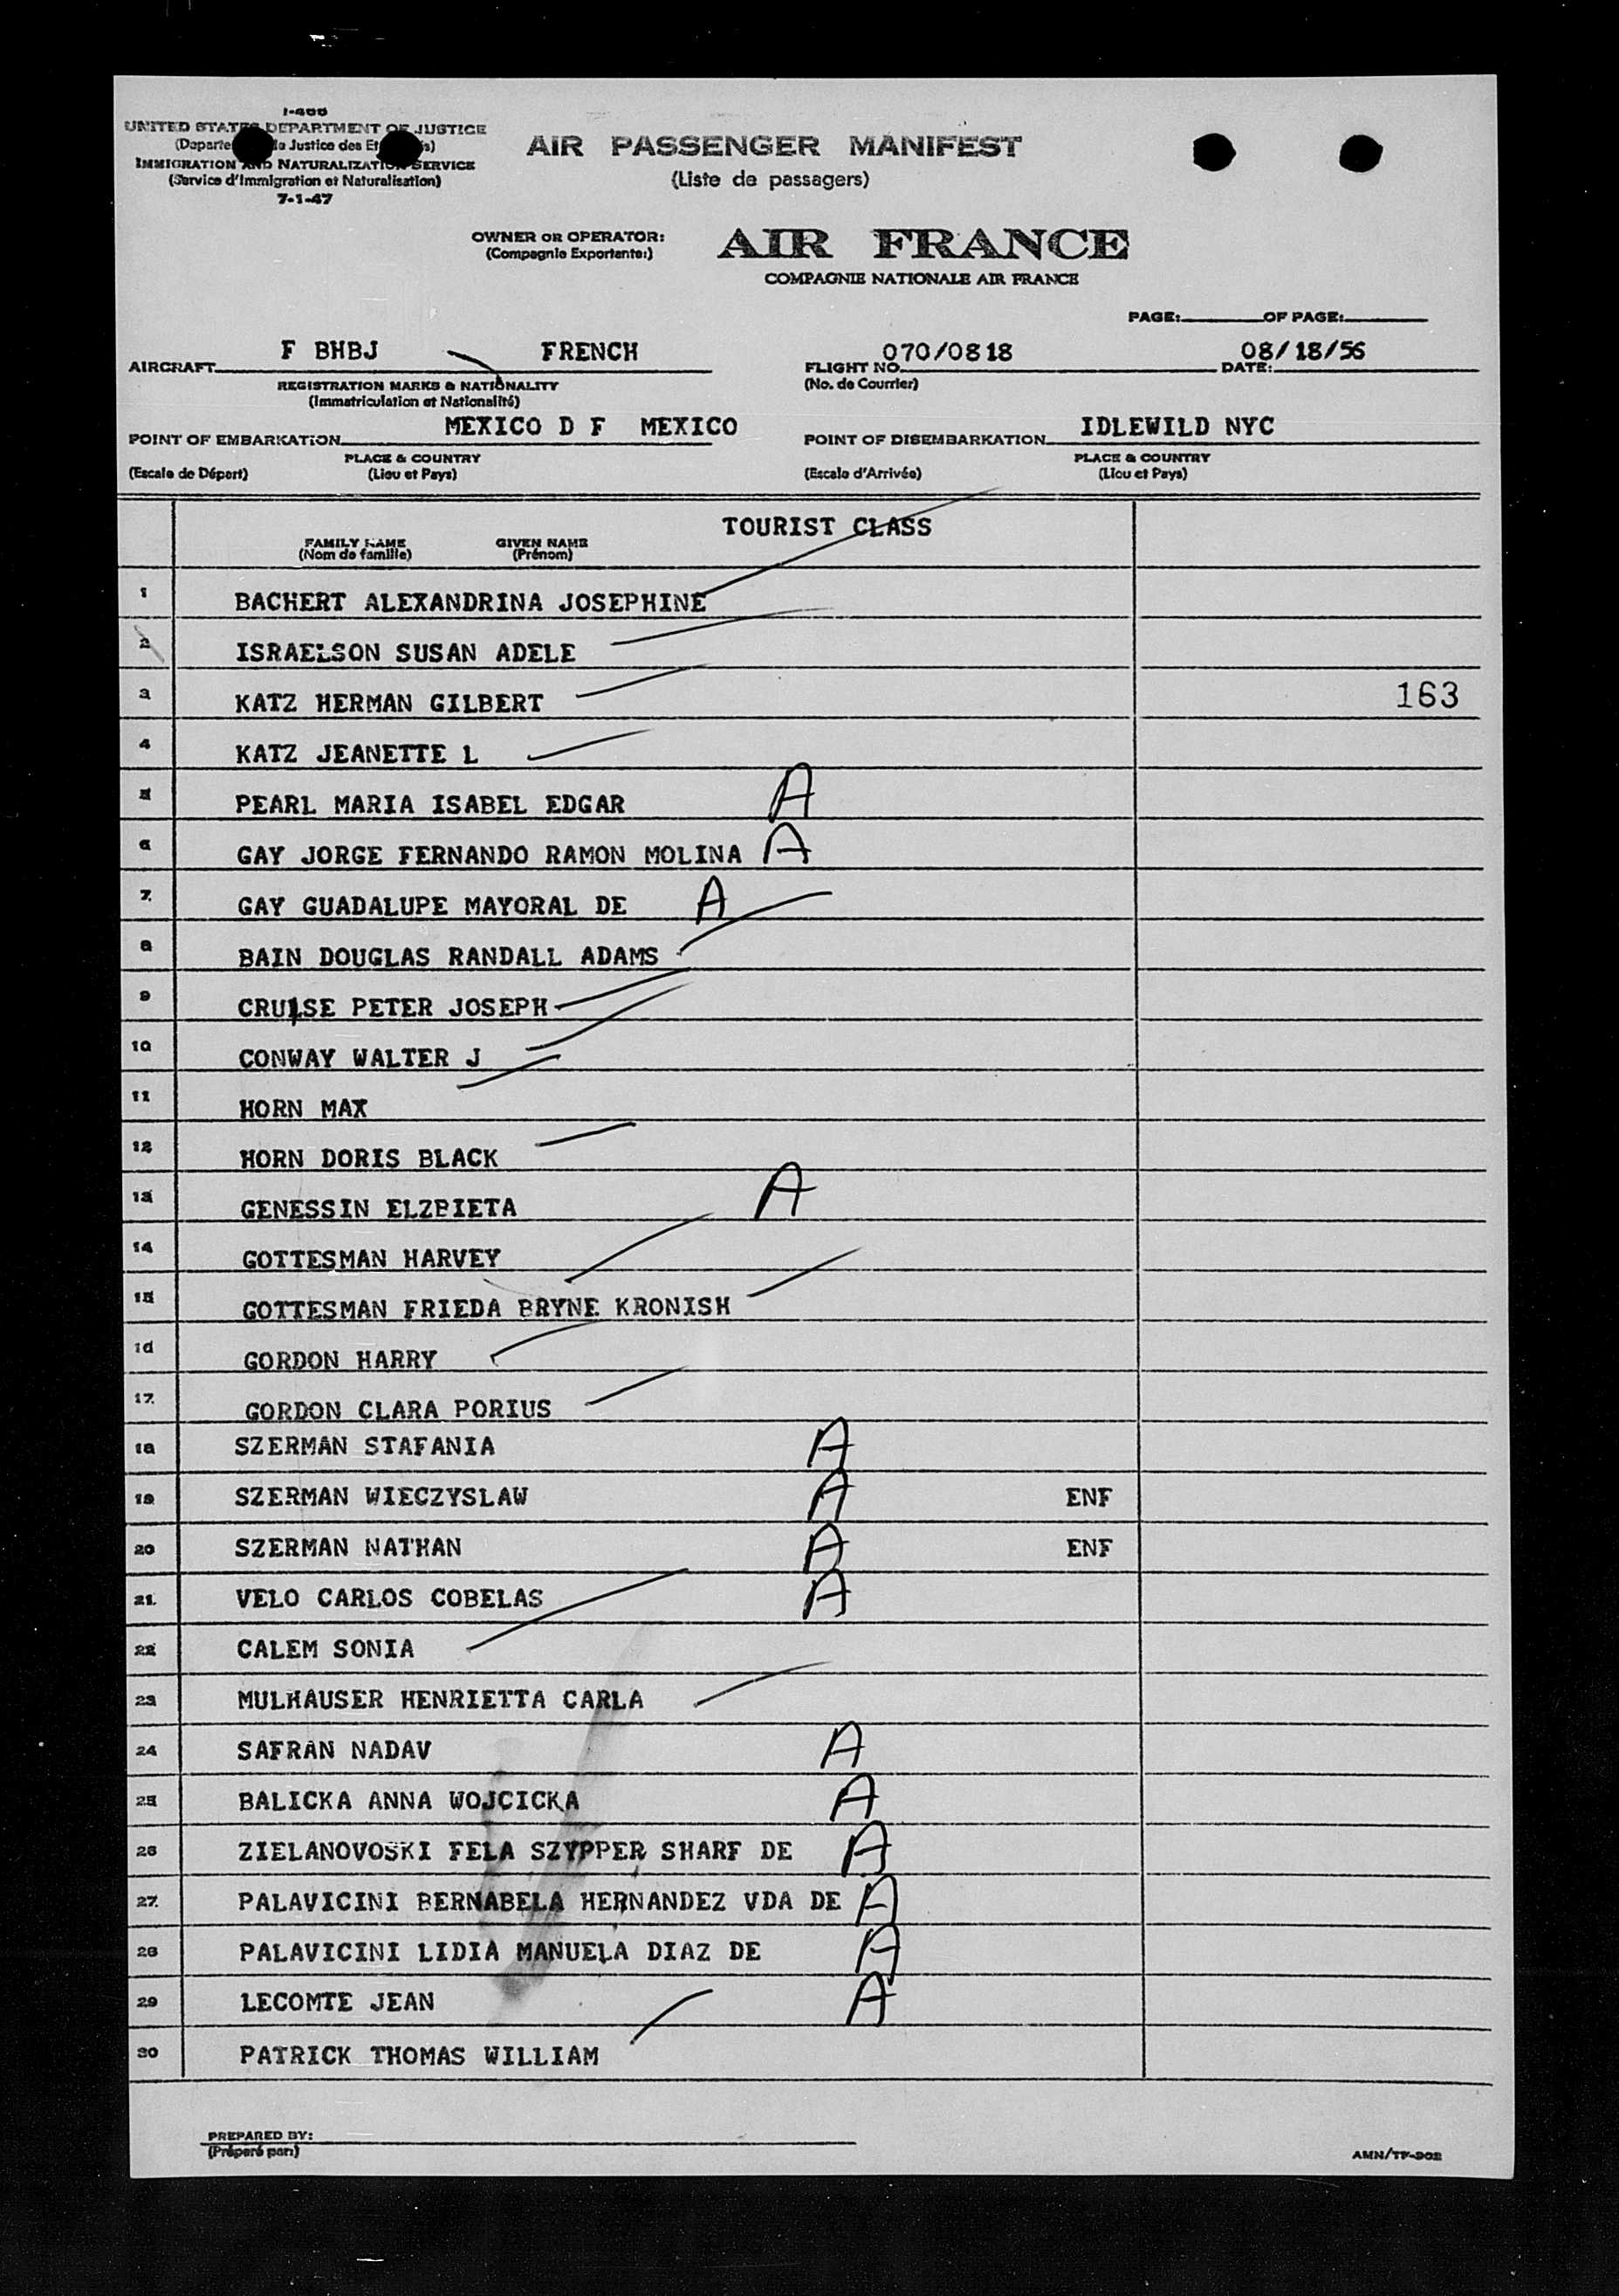 I-466
UNITED STATES DEPARTMENT OF JUSTICE
IMMIGRATION AND NATURALIZATION SERVICE
(Service d'Immigration et Naturalisation)
7-1-47
AIR PASSENGER MANIFEST
(Liste de passagers)
OWNER OR OPERATOR:
(Compagnie Exportante:)
AIR FRANCE
COMPAGNIE NATIONALE AIR FRANCE
PAGE: OF PAGE:
AIRCRAFT F BHBJ FRENCH
REGISTRATION MARKS & NATIONALITY
(Immatriculation et Nationalité)
FLIGHT NO. 070/0818 DATE: 08/18/56
(No. de Courrier)
POINT OF EMBARKATION MEXICO D F MEXICO
PLACE & COUNTRY
(Escale de Départ) (Lieu et Pays)
POINT OF DISEMBARKATION IDLEWILD NYC
PLACE & COUNTRY
(Escale d'Arrivée) (Lieu et Pays)
TOURIST CLASS
FAMILY NAME GIVEN NAME
(Nom de famille) (Prénom)
1 BACHERT ALEXANDRINA JOSEPHINE
2 ISRAELSON SUSAN ADELE
3 KATZ HERMAN GILBERT 163
4 KATZ JEANETTE L
5 PEARL MARIA ISABEL EDGAR A
6 GAY JORGE FERNANDO RAMON MOLINA A
7 GAY GUADALUPE MAYORAL DE A
8 BAIN DOUGLAS RANDALL ADAMS
9 CRUISE PETER JOSEPH
10 CONWAY WALTER J
11 HORN MAX
12 HORN DORIS BLACK
13 GENESSIN ELZBIETA A
14 GOTTESMAN HARVEY
15 GOTTESMAN FRIEDA BRYNE KRONISH
16 GORDON HARRY
17 GORDON CLARA PORIUS
18 SZERMAN STAFANIA A
19 SZERMAN WIECZYSLAW A ENF
20 SZERMAN NATHAN A ENF
21 VELO CARLOS COBELAS A
22 CALEM SONIA
23 MULHAUSER HENRIETTA CARLA
24 SAFRAN NADAV A
25 BALICKA ANNA WOJCICKA A
26 ZIELANOVOSKI FELA SZYPPER SHARF DE A
27 PALAVICINI BERNABELA HERNANDEZ VDA DE A
28 PALAVICINI LIDIA MANUELA DIAZ DE A
29 LECOMTE JEAN A
30 PATRICK THOMAS WILLIAM
PREPARED BY:
(Préparé par:)
AMN/TF-902